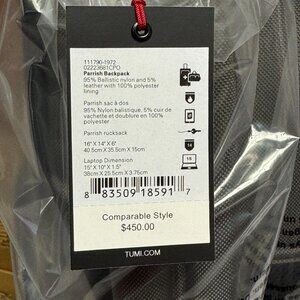 111790-1972
02223681CPO
Parrish Backpack
95% Ballistic nylon and 5%
leather with 100% polyester
lining
Parrish sac à dos
95% Nylon balistique, 5% cuir de
vachette et doublure en 100%
polyester
Parrish rucksack
16" X 14" X 6"
40.5cm X 35.5cm X 15cm
14
Laptop Dimension
15" X 10" X 1.5"
38cm X 25.5cm X 3.75cm
15
8 83509 18591 7
Comparable Style
$450.00
TUMI.COM